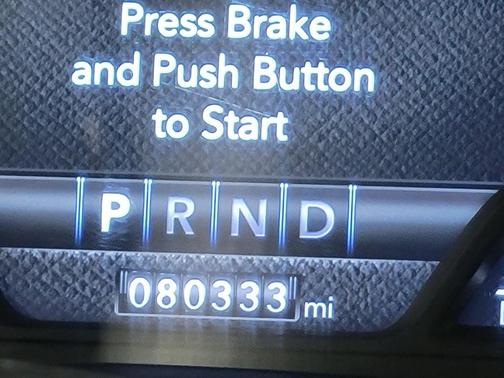 Press Brake
and Push Button
to Start
P R N D
080333 mi